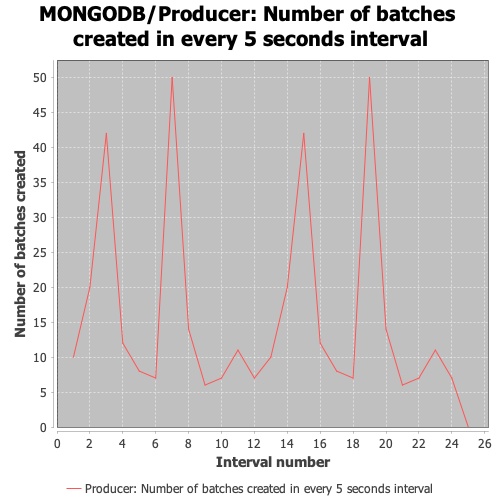 MONGODB/Producer: Number of batches
created in every 5 seconds interval
Number of batches created
50
45
40
35
30
25
20
15
10
5
0
0 2 4 6 8 10 12 14 16 18 20 22 24 26
Interval number
Producer: Number of batches created in every 5 seconds interval